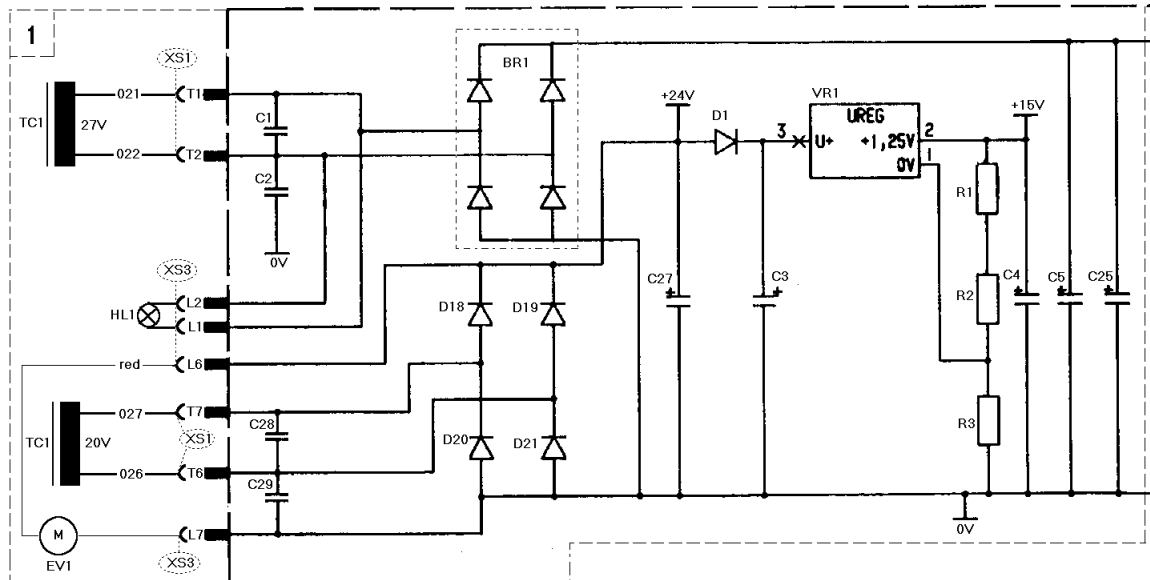 1
XS1
BR1
021
T1
+24V
D1
VR1
UREG
+15V
TC1
27V
C1
3
U+
+1,25V
2
022
T2
0V
1
C2
R1
0V
XS3
C27
C3
C4
C5
C25
L2
HL1
D18
D19
R2
L1
red
L6
027
T7
C28
R3
TC1
20V
XS1
D20
D21
026
T6
C29
M
L7
0V
EV1
XS3